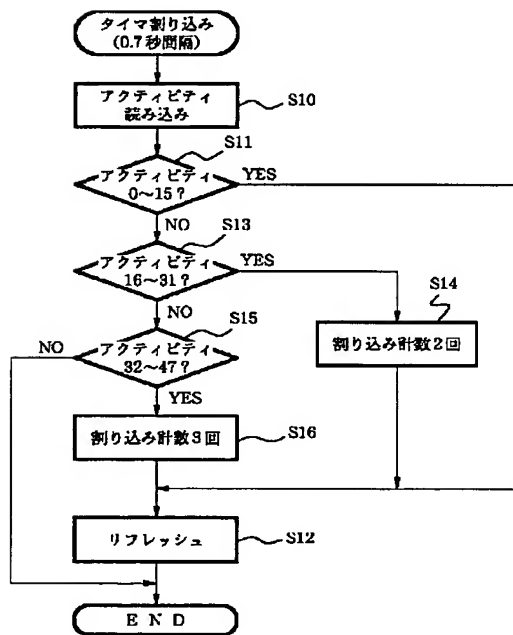 タイマ割り込み
(0.7秒間隔)
アクティビティ
読み込み
S10
S11
アクティビティ
0～15?
YES
NO
S13
アクティビティ
16～31?
YES
S14
割り込み計数2回
NO
S15
NO
アクティビティ
32～47?
YES
割り込み計数3回
S16
リフレッシュ
S12
END